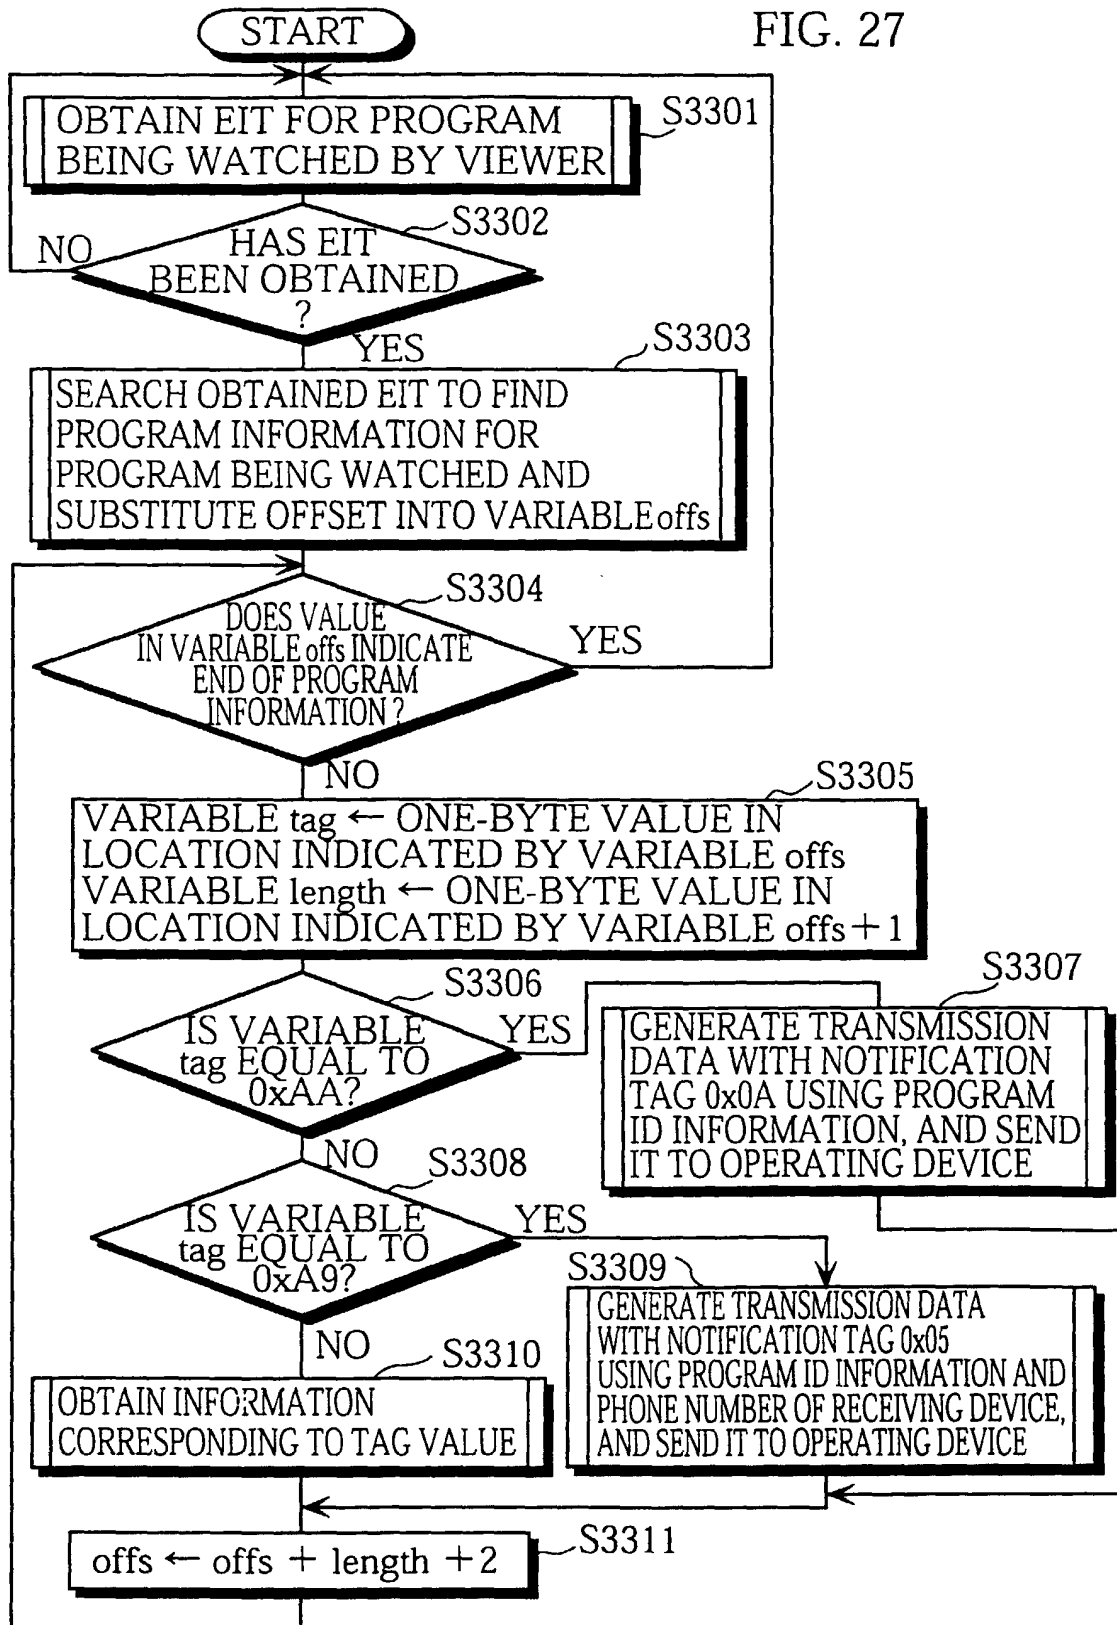 FIG. 27
START
S3301
OBTAIN EIT FOR PROGRAM
BEING WATCHED BY VIEWER
S3302
NO
HAS EIT
BEEN OBTAINED
?
YES
S3303
SEARCH OBTAINED EIT TO FIND
PROGRAM INFORMATION FOR
PROGRAM BEING WATCHED AND
SUBSTITUTE OFFSET INTO VARIABLE offs
S3304
DOES VALUE
IN VARIABLE offs INDICATE
END OF PROGRAM
INFORMATION ?
YES
NO
S3305
VARIABLE tag ← ONE-BYTE VALUE IN
LOCATION INDICATED BY VARIABLE offs
VARIABLE length ← ONE-BYTE VALUE IN
LOCATION INDICATED BY VARIABLE offs+1
S3306
IS VARIABLE
tag EQUAL TO
0xAA?
YES
S3307
GENERATE TRANSMISSION
DATA WITH NOTIFICATION
TAG 0x0A USING PROGRAM
ID INFORMATION, AND SEND
IT TO OPERATING DEVICE
NO
S3308
IS VARIABLE
tag EQUAL TO
0xA9?
YES
S3309
GENERATE TRANSMISSION DATA
WITH NOTIFICATION TAG 0x05
USING PROGRAM ID INFORMATION AND
PHONE NUMBER OF RECEIVING DEVICE,
AND SEND IT TO OPERATING DEVICE
NO
S3310
OBTAIN INFORMATION
CORRESPONDING TO TAG VALUE
S3311
offs ← offs + length +2